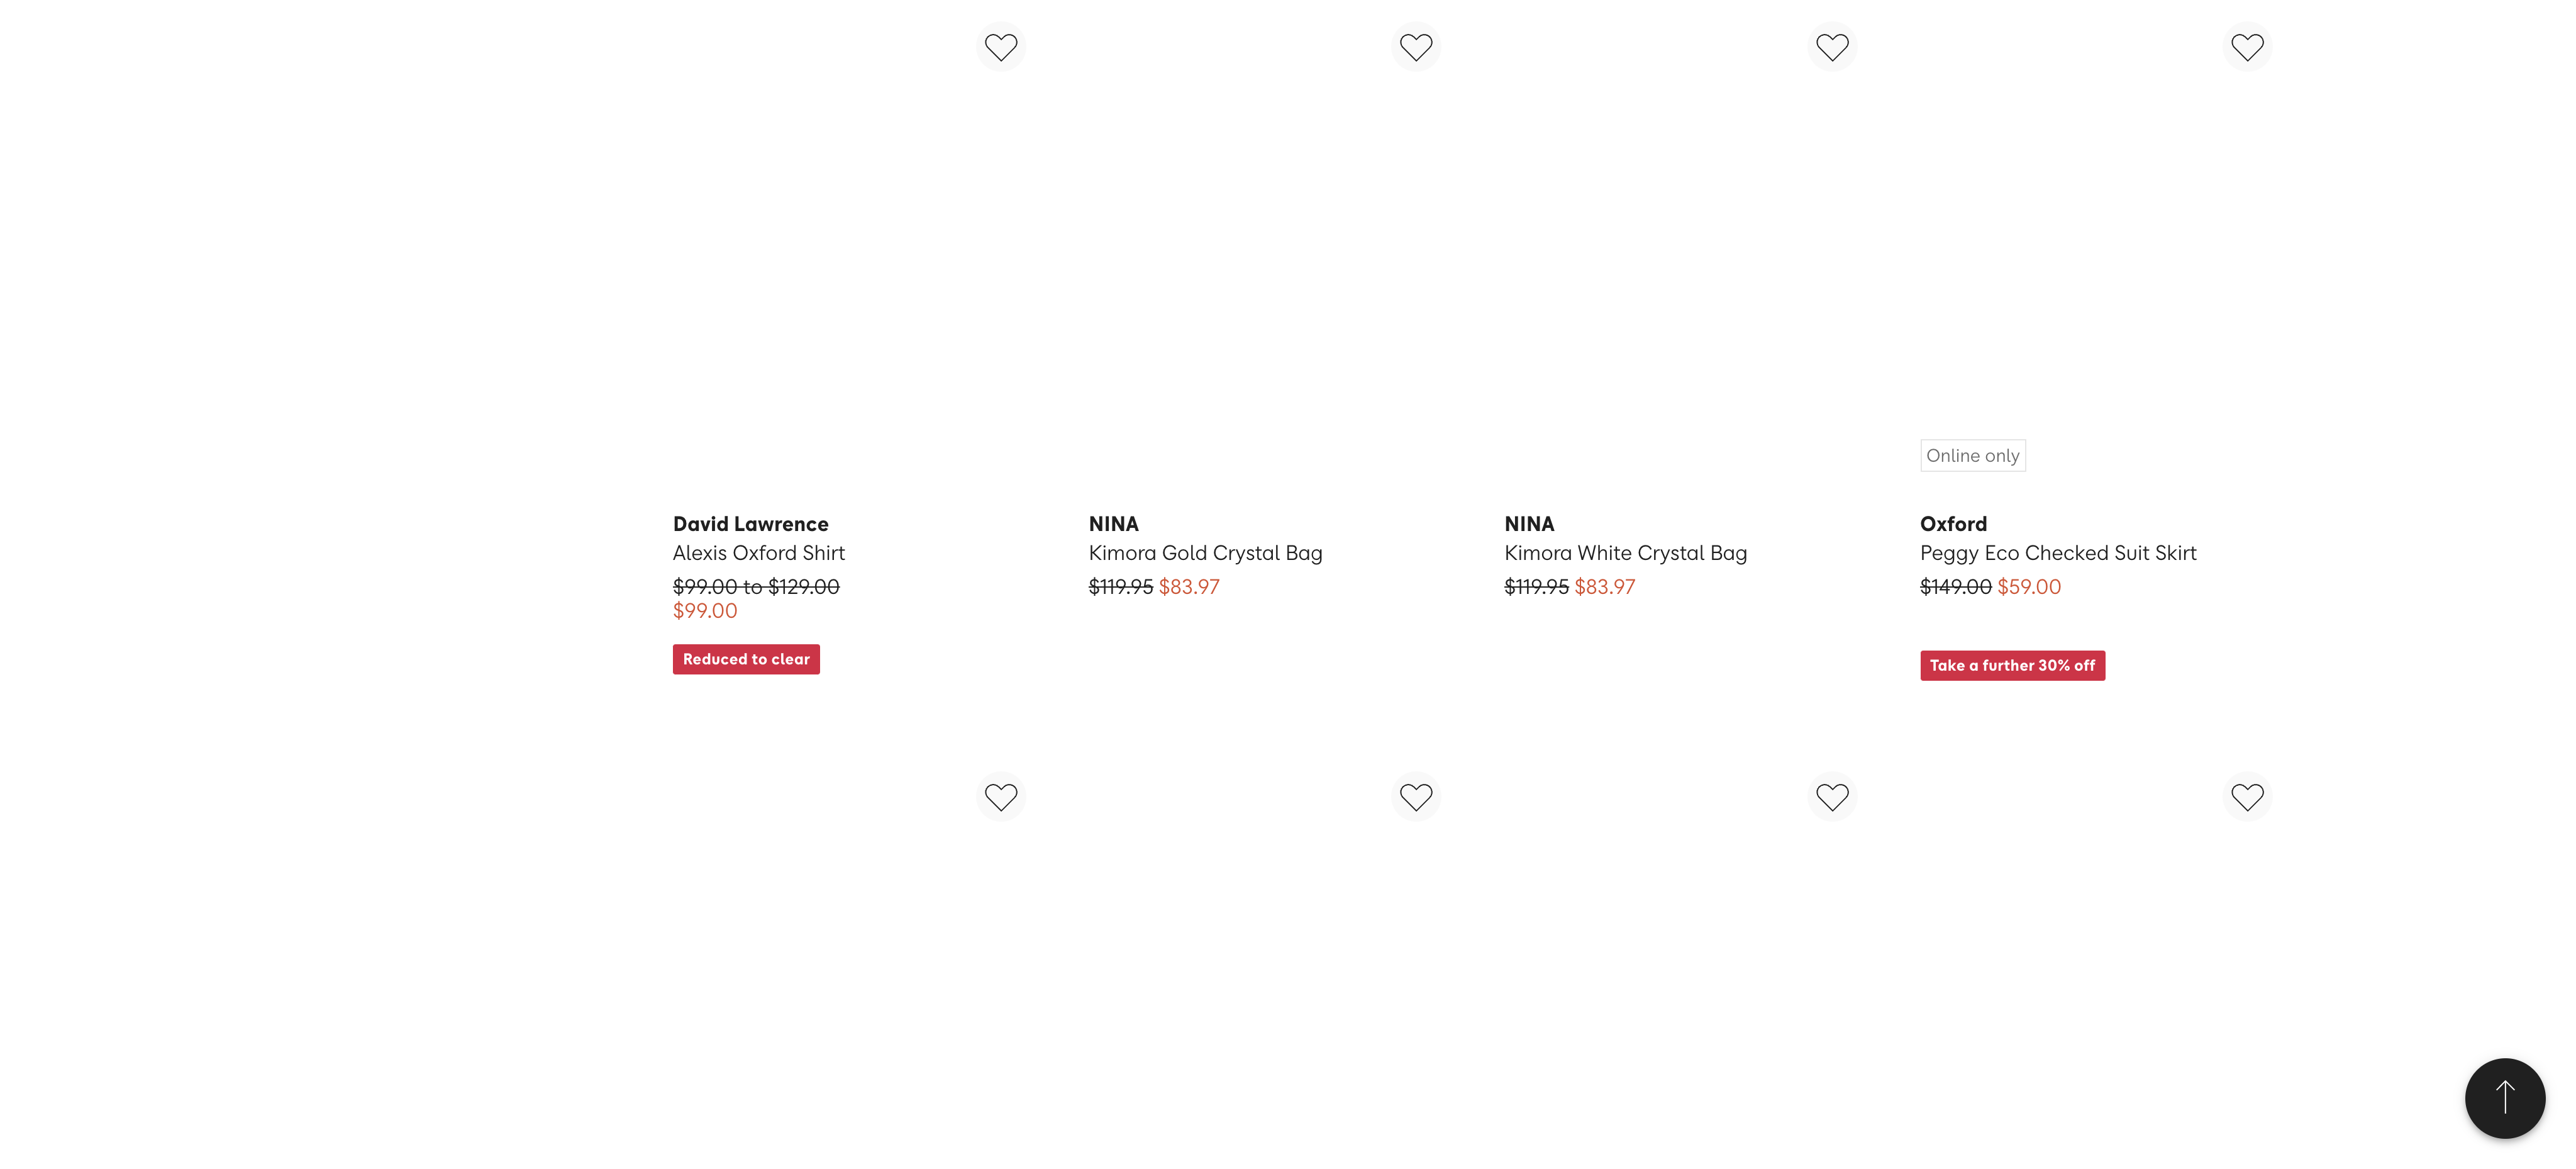 Online only
David Lawrence
Alexis Oxford Shirt
$99.00 to $129.00
$99.00
Reduced to clear
NINA
Kimora Gold Crystal Bag
$119.95 $83.97
NINA
Kimora White Crystal Bag
$119.95 $83.97
Oxford
Peggy Eco Checked Suit Skirt
$149.00 $59.00
Take a further 30% off